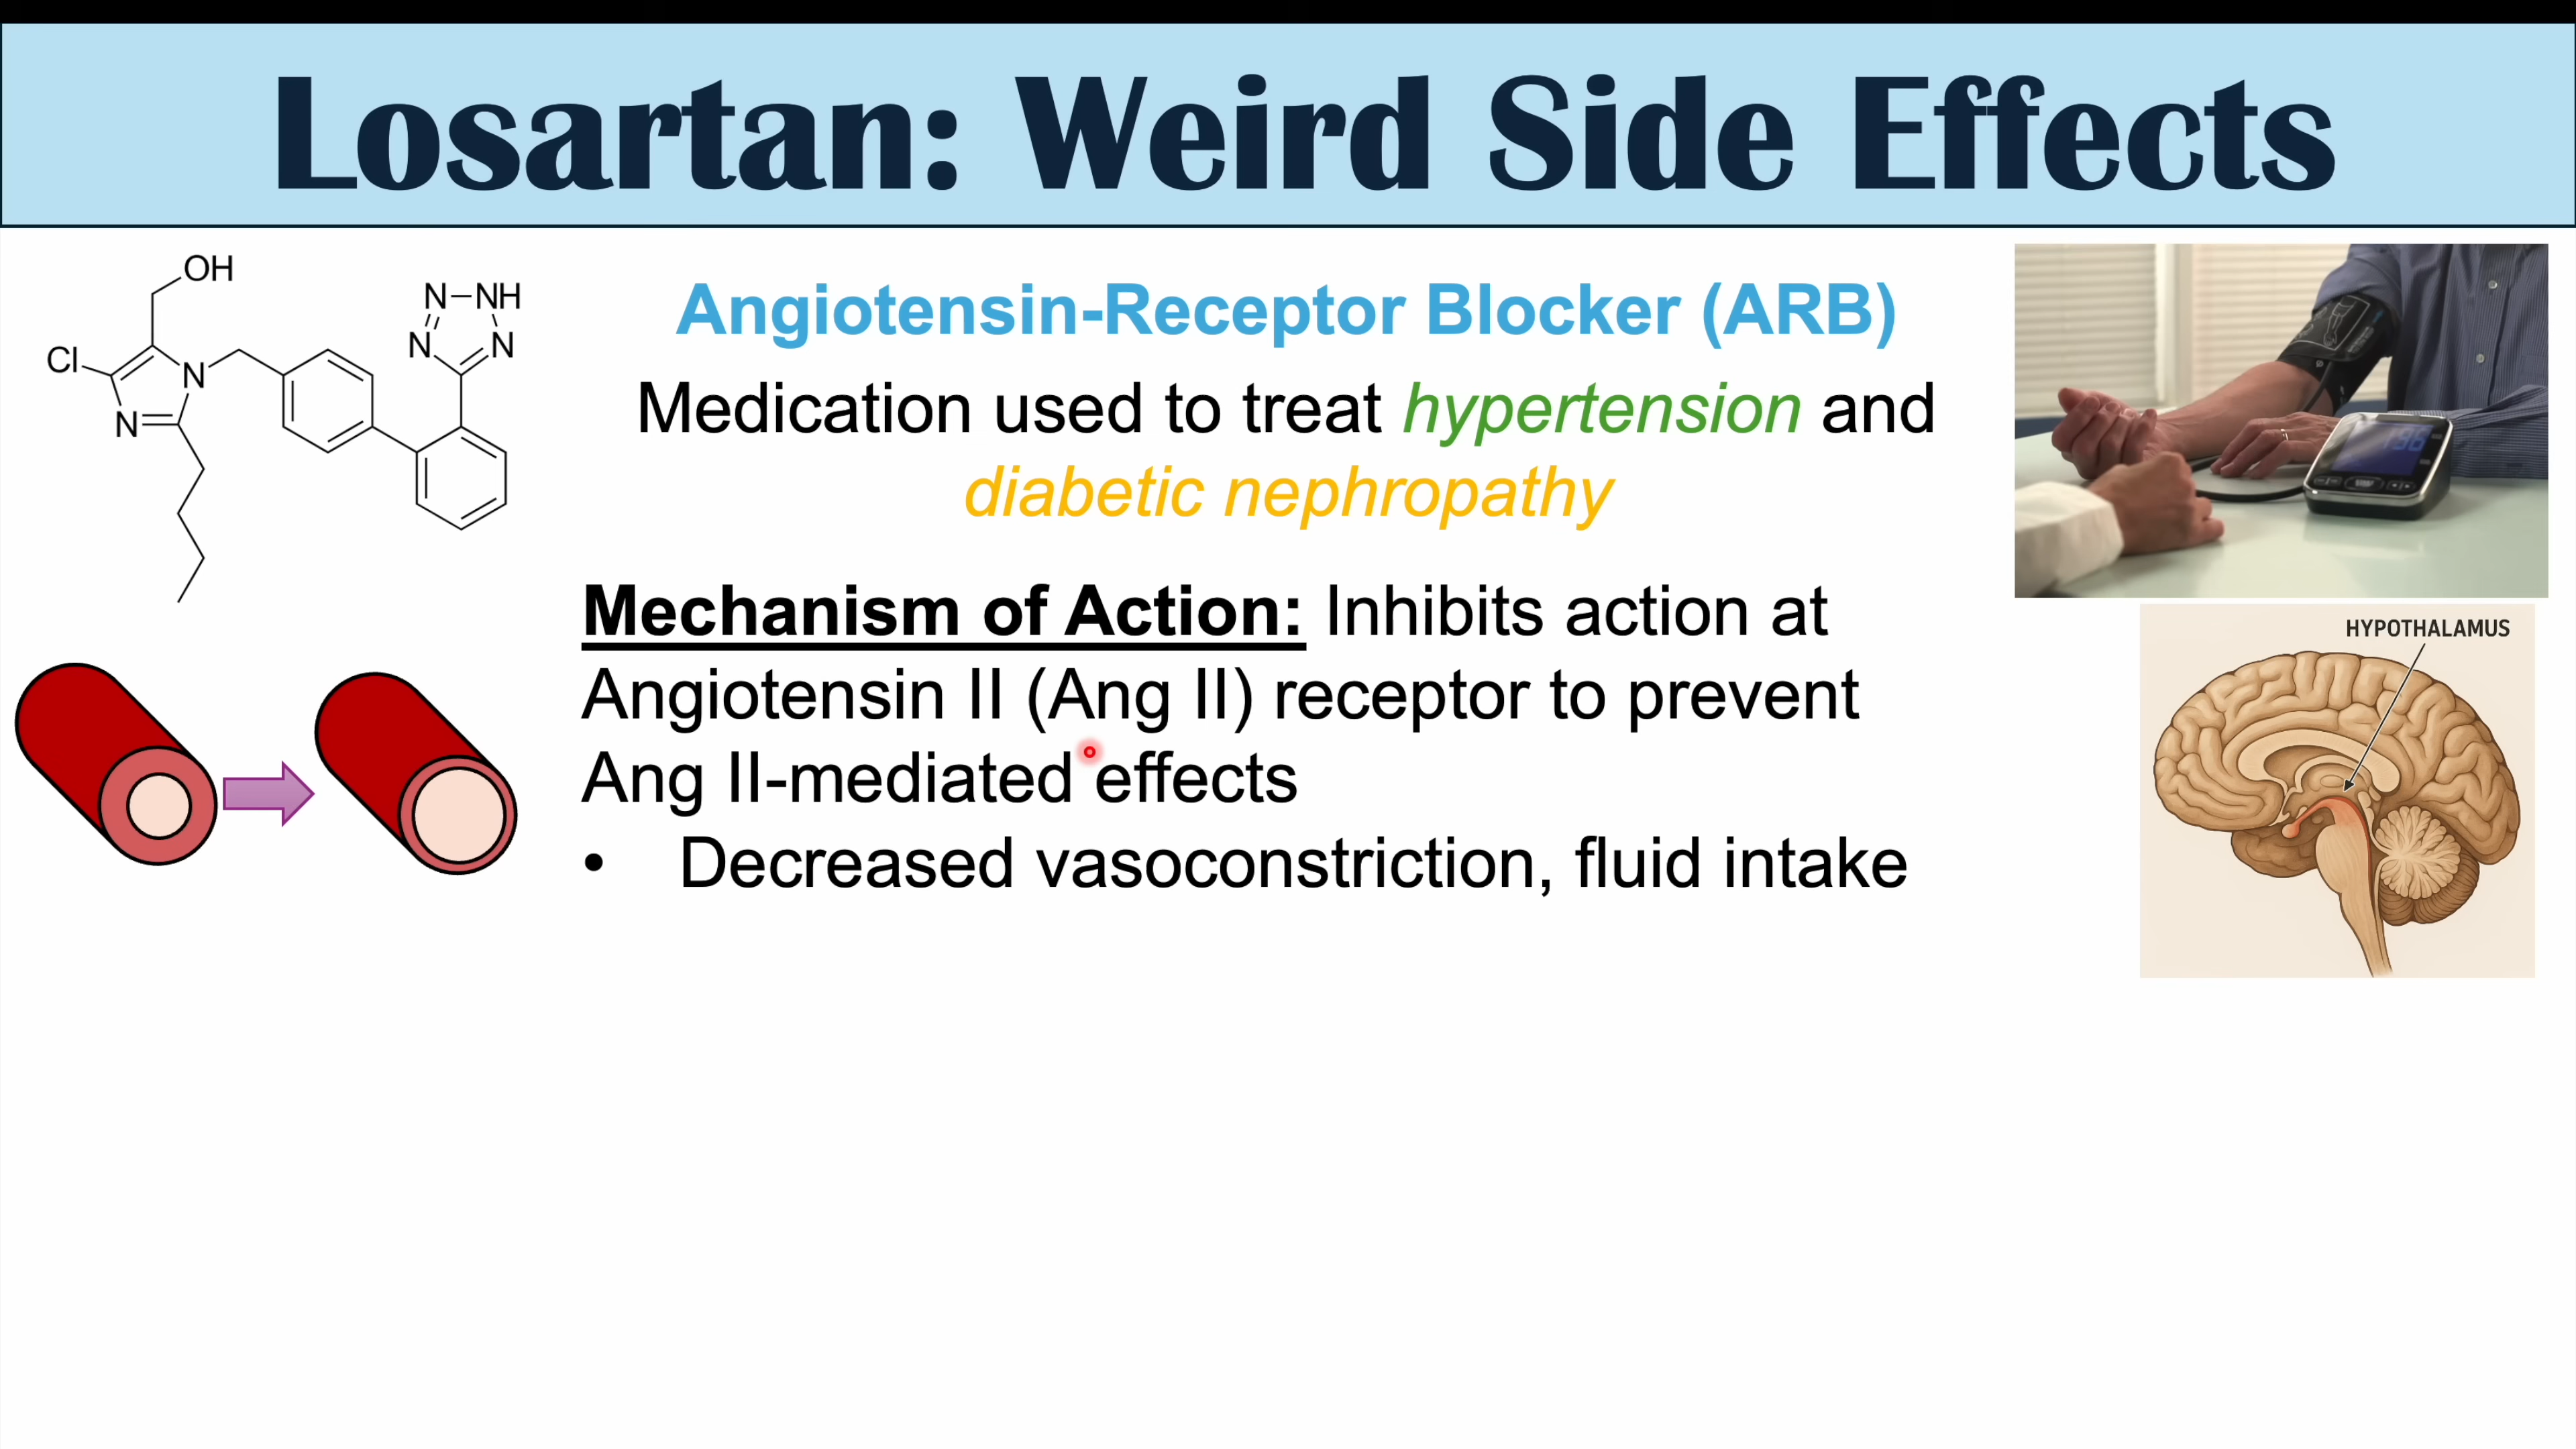 Losartan: Weird Side Effects
OH
N-NH
N N
Cl
N
N
Angiotensin-Receptor Blocker (ARB)
Medication used to treat hypertension and
diabetic nephropathy
HYPOTHALAMUS
Mechanism of Action: Inhibits action at
Angiotensin II (Ang II) receptor to prevent
Ang II-mediated effects
• Decreased vasoconstriction, fluid intake